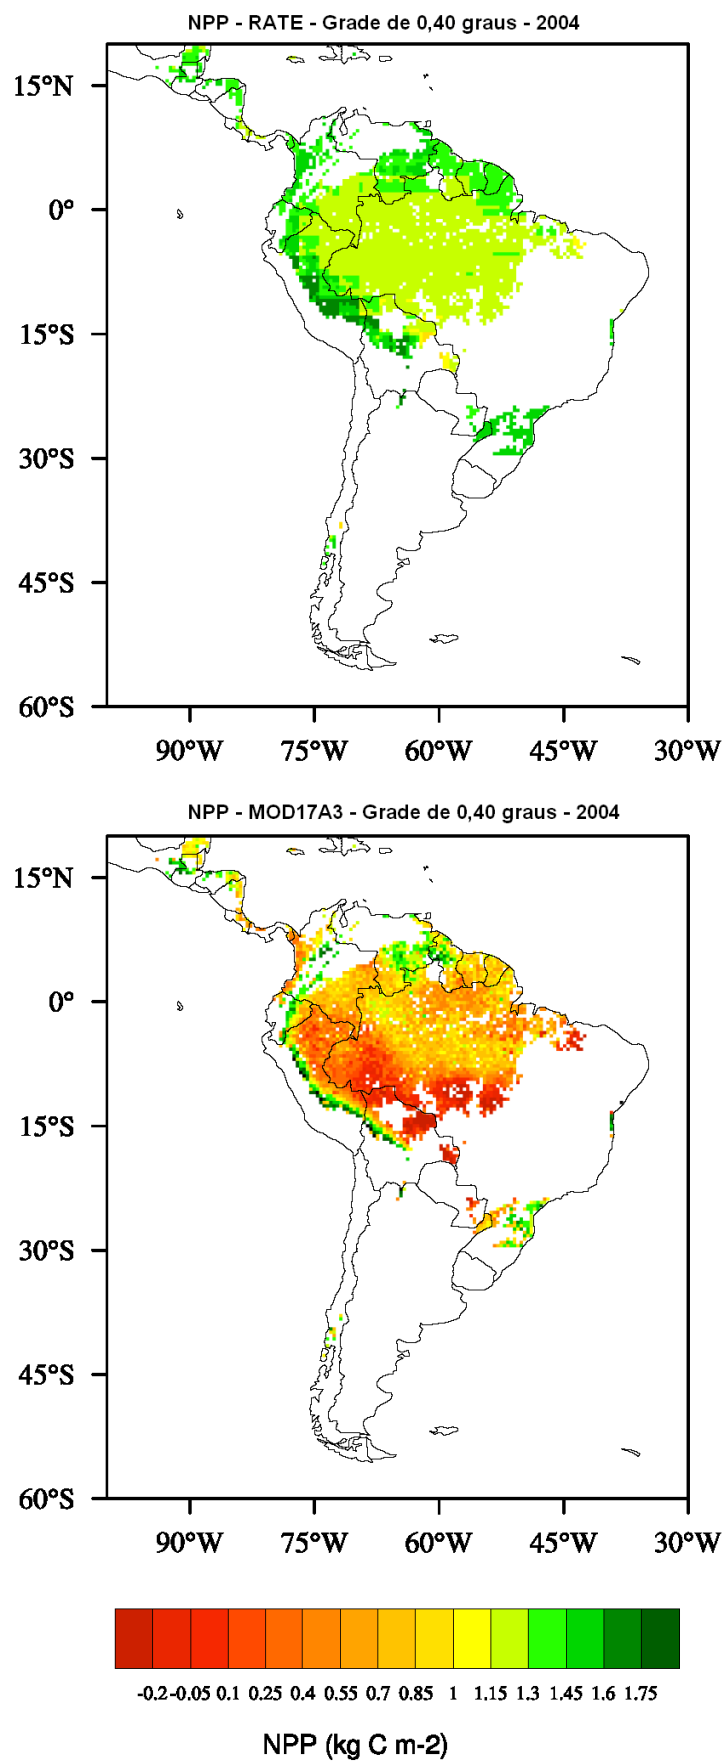 NPP - RATE - Grade de 0,40 graus - 2004
15°N
0°
15°S
30°S
45°S
60°S
90°W 75°W 60°W 45°W 30°W
NPP - MOD17A3 - Grade de 0,40 graus - 2004
15°N
0°
15°S
30°S
45°S
60°S
90°W 75°W 60°W 45°W 30°W
-0.2 -0.05 0.1 0.25 0.4 0.55 0.7 0.85 1 1.15 1.3 1.45 1.6 1.75
NPP (kg C m-2)